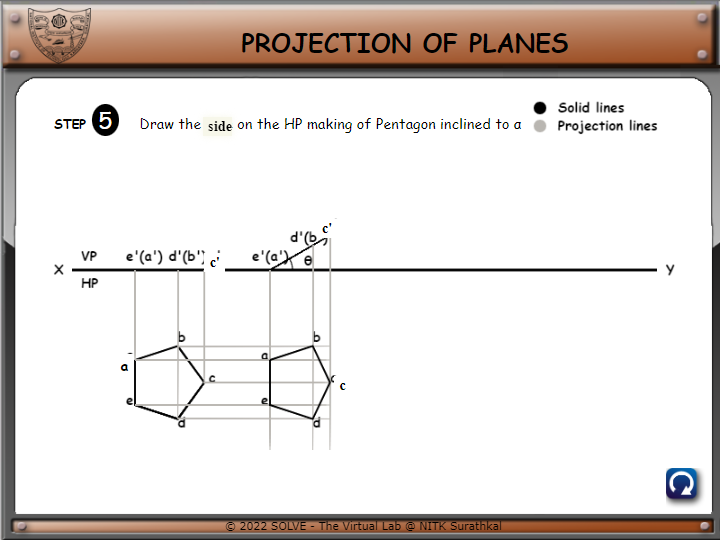 PROJECTION OF PLANES
STEP 5 Draw the side on the HP making of Pentagon inclined to a
Solid lines
Projection lines
c'
d'(b
VP e'(a') d'(b') c' e'(a') θ
X Y
HP
b b
a a
c c
e e
d d
© 2022 SOLVE - The Virtual Lab @ NITK Surathkal